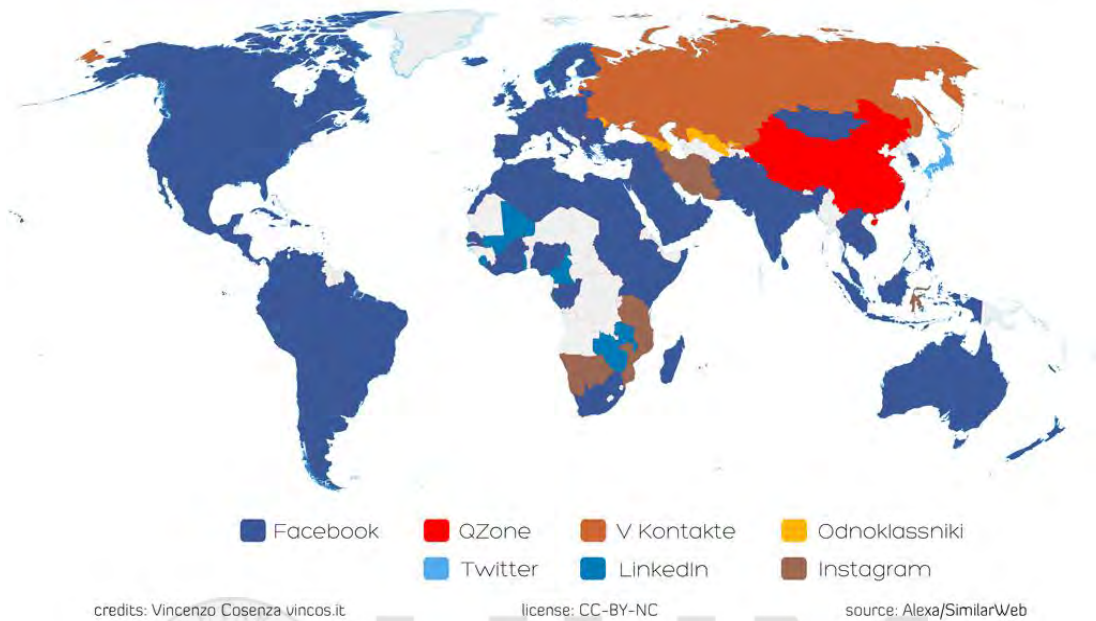 Facebook QZone V Kontakte Odnoklassniki
Twitter LinkedIn Instagram
credits: Vincenzo Cosenza vincos.it license: CC-BY-NC source: Alexa/SimilarWeb